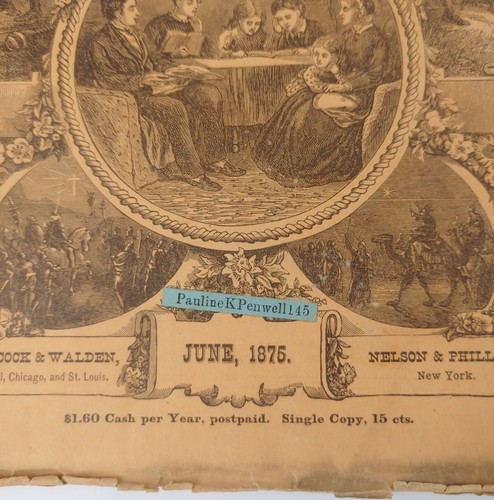 PaulineKPenwell145
COCK & WALDEN,
l, Chicago, and St. Louis.
JUNE, 1875.
NELSON & PHILL
New York.
$1.60 Cash per Year, postpaid. Single Copy, 15 cts.